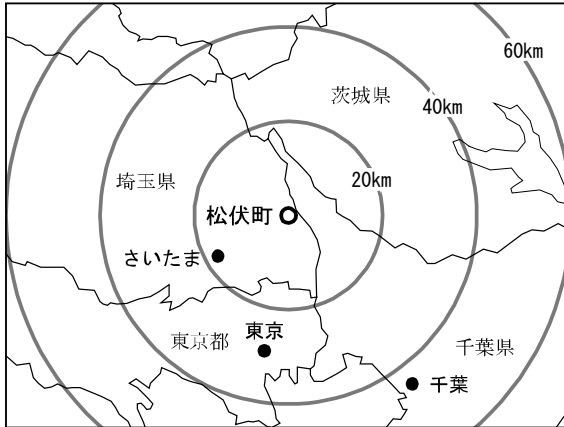 60km
茨城県
40km
埼玉県
20km
松伏町
さいたま
東京都
東京
千葉県
千葉